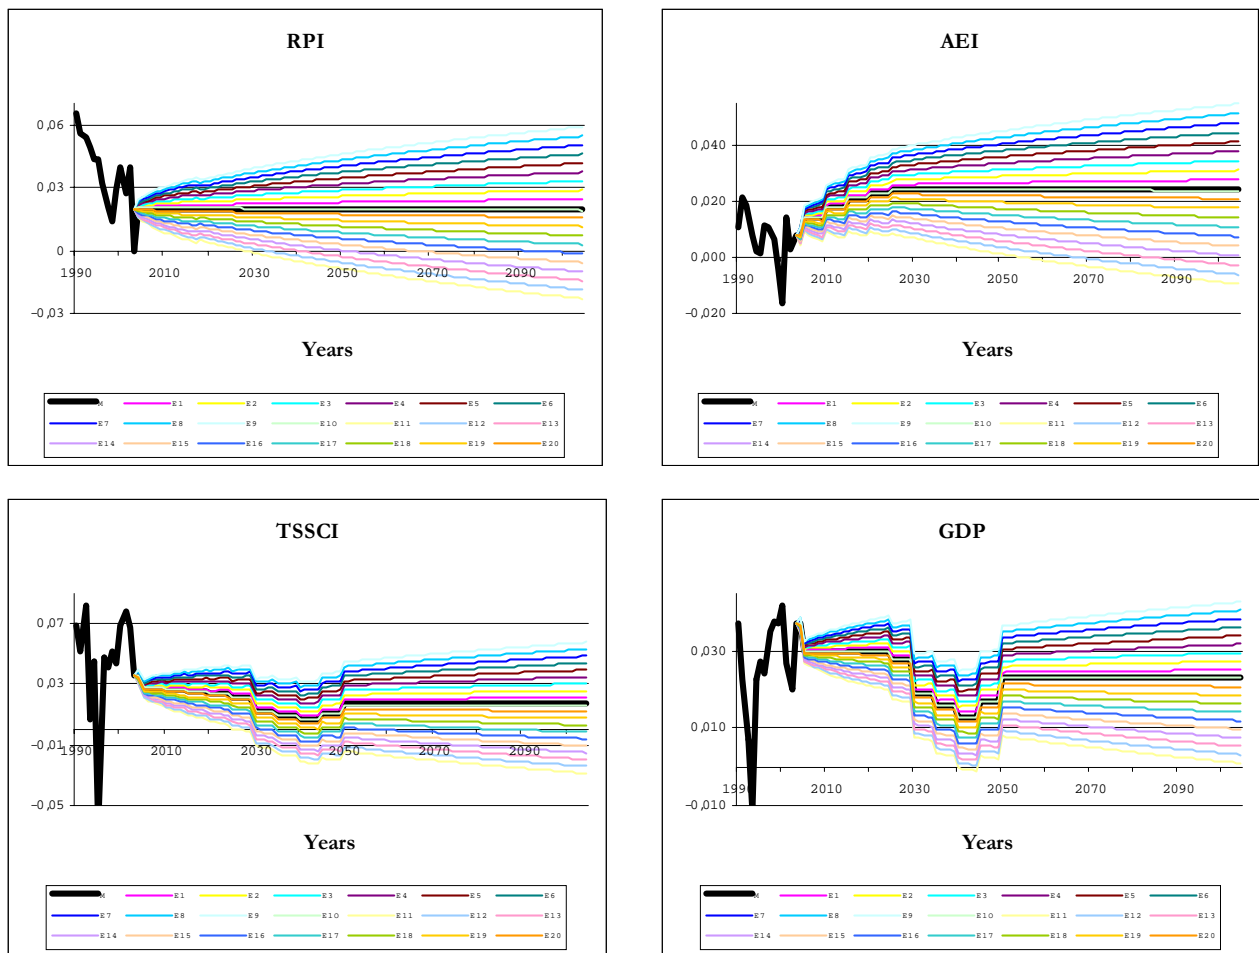 RPI
0,06
0,03
0
-0,03
1990 2010 2030 2050 2070 2090
Years
M E1 E2 E3 E4 E5 E6
E7 E8 E9 E10 E11 E12 E13
E14 E15 E16 E17 E18 E19 E20
AEI
0,040
0,020
0,000
-0,020
1990 2010 2030 2050 2070 2090
Years
M E1 E2 E3 E4 E5 E6
E7 E8 E9 E10 E11 E12 E13
E14 E15 E16 E17 E18 E19 E20
TSSCI
0,07
0,03
-0,01
-0,05
1990 2010 2030 2050 2070 2090
Years
M E1 E2 E3 E4 E5 E6
E7 E8 E9 E10 E11 E12 E13
E14 E15 E16 E17 E18 E19 E20
GDP
0,030
0,010
-0,010
1990 2010 2030 2050 2070 2090
Years
M E1 E2 E3 E4 E5 E6
E7 E8 E9 E10 E11 E12 E13
E14 E15 E16 E17 E18 E19 E20